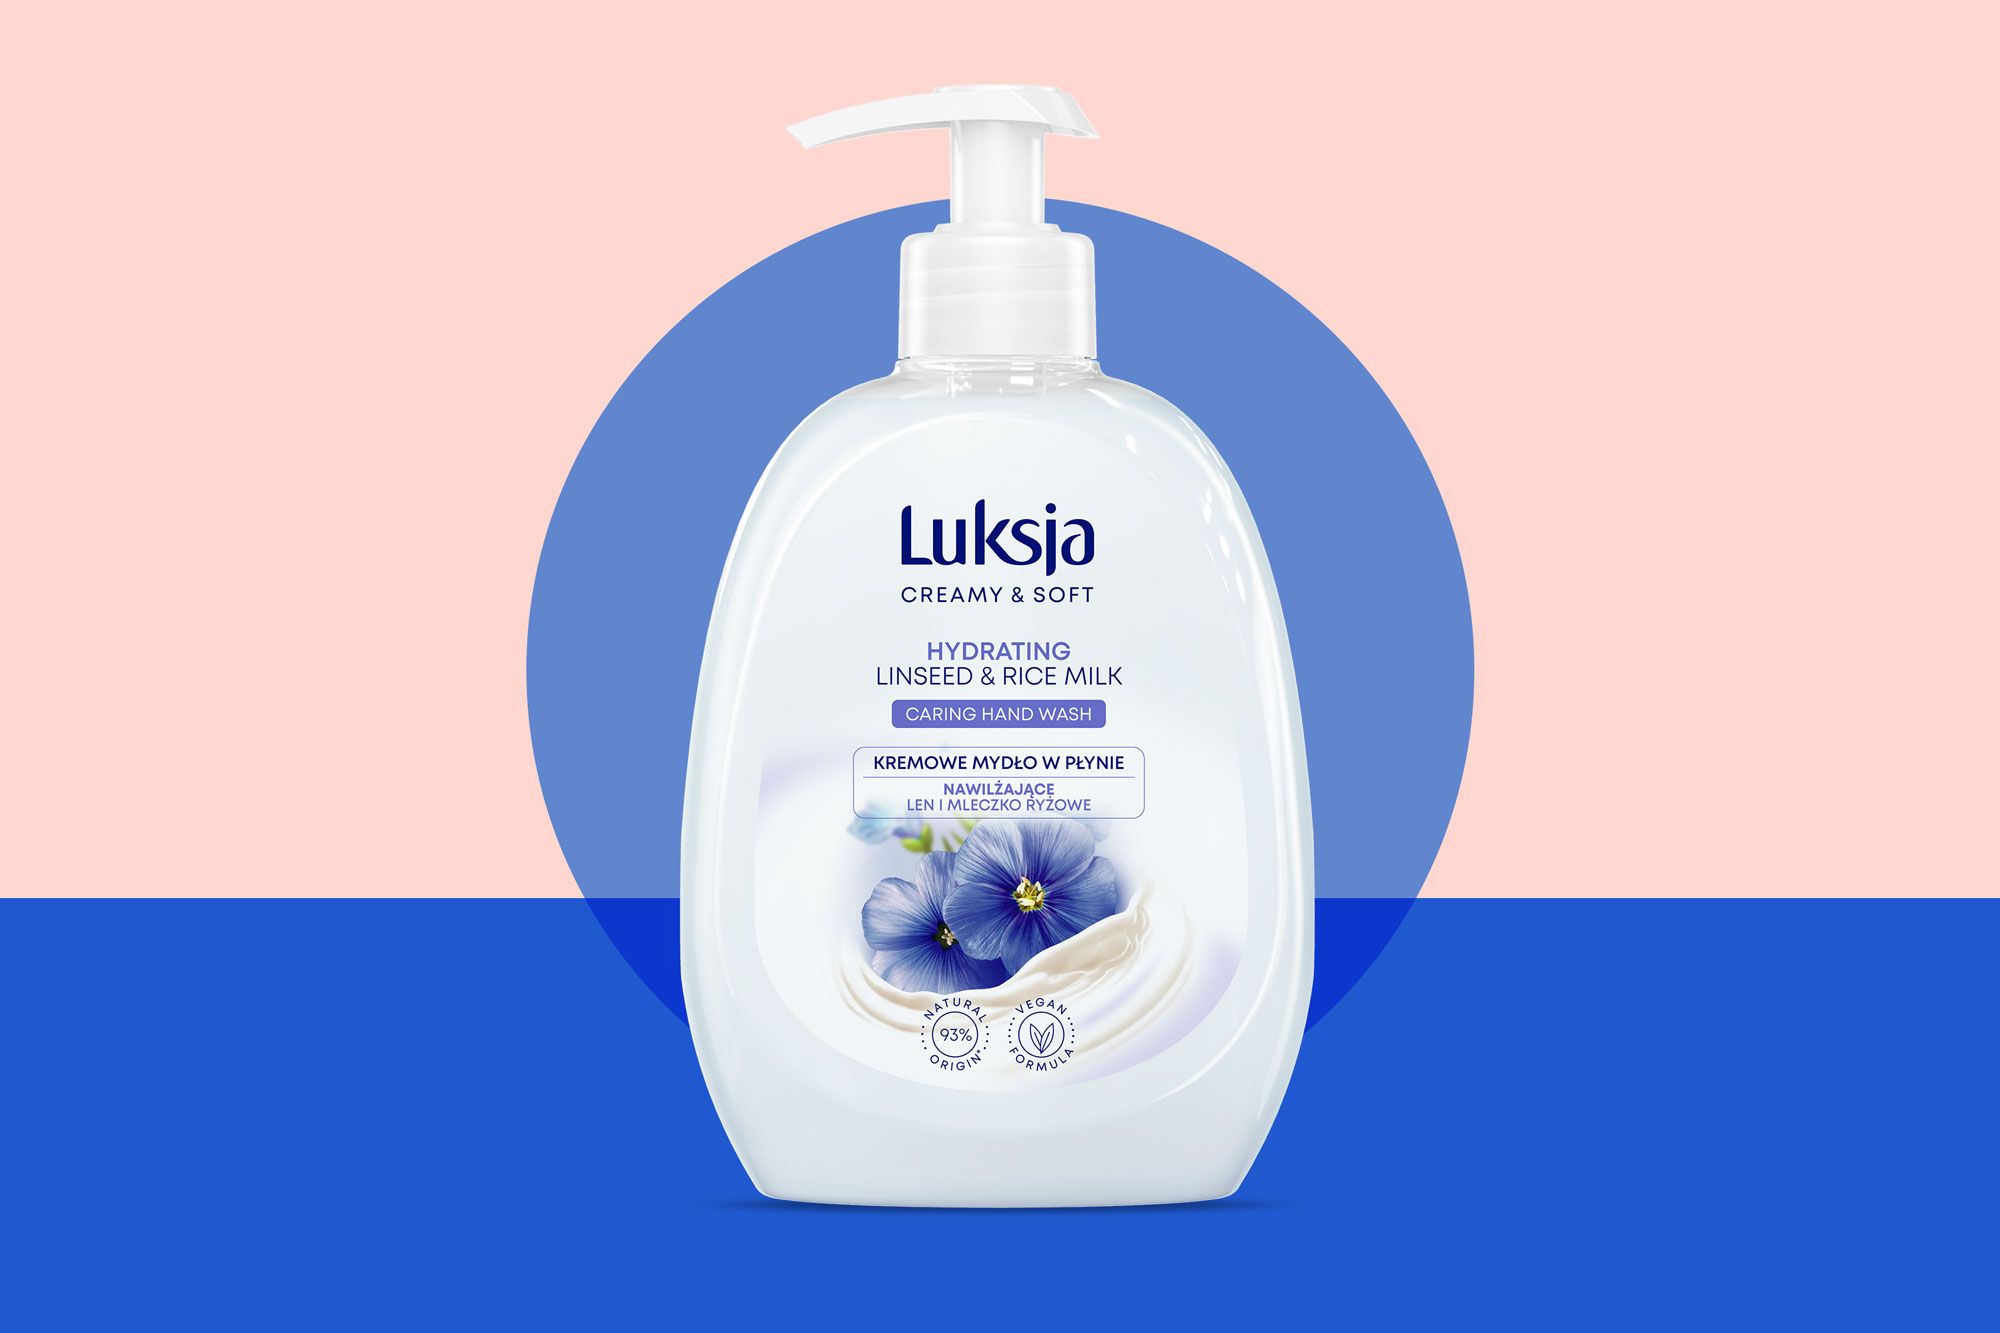 Luksja
CREAMY & SOFT
HYDRATING
LINSEED & RICE MILK
CARING HAND WASH
KREMOWE MYDŁO W PŁYNIE
NAWILŻAJĄCE
LEN I MLECZKO RYŻOWE
NATURAL
93%
ORIGIN*
VEGAN
FORMULA